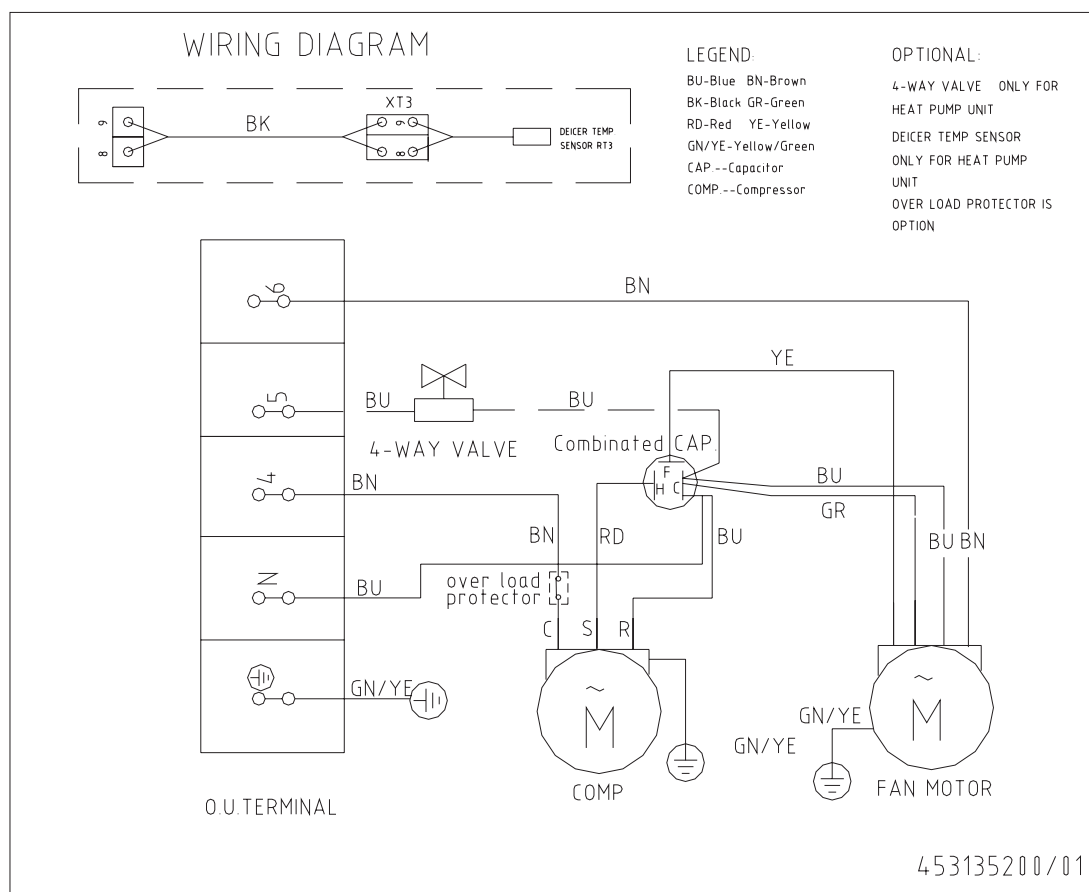 WIRING DIAGRAM
LEGEND:
BU-Blue BN-Brown
BK-Black GR-Green
RD-Red YE-Yellow
GN/YE-Yellow/Green
CAP.--Capacitor
COMP.--Compressor
OPTIONAL:
4-WAY VALVE ONLY FOR
HEAT PUMP UNIT
DEICER TEMP SENSOR
ONLY FOR HEAT PUMP
UNIT
OVER LOAD PROTECTOR IS
OPTION
XT3
9
8
BK
9
8
DEICER TEMP
SENSOR RT3
6
BN
YE
5
BU
BU
4-WAY VALVE
Combinated CAP.
F
H C
4
BN
BU
GR
BN
RD
BU
BU
BN
N
BU
over load
protector
C S R
GN/YE
~
M
COMP
GN/YE
GN/YE
~
M
FAN MOTOR
O.U.TERMINAL
453135200/01